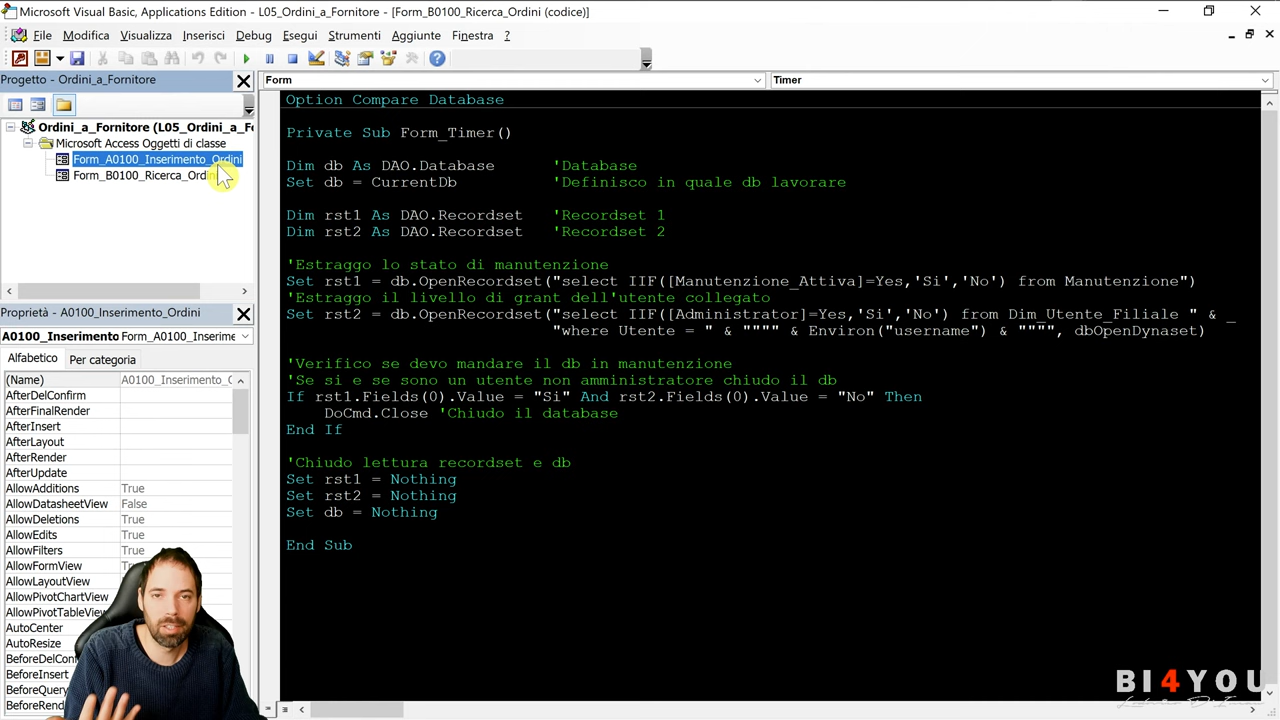 Microsoft Visual Basic, Applications Edition - L05_Ordini_a_Fornitore - [Form_B0100_Ricerca_Ordini (codice)]
File Modifica Visualizza Inserisci Debug Esegui Strumenti Aggiunte Finestra ?
Progetto - Ordini_a_Fornitore
Ordini_a_Fornitore (L05_Ordini_a_Fo
Microsoft Access Oggetti di classe
Form_A0100_Inserimento_Ordini
Form_B0100_Ricerca_Ordin
Proprietà - A0100_Inserimento_Ordini
A0100_Inserimento Form_A0100_Inserime
Alfabetico Per categoria
(Name) A0100_Inserimento_O
AfterDelConfirm
AfterFinalRender
AfterInsert
AfterLayout
AfterRender
AfterUpdate
AllowAdditions True
AllowDatasheetView False
AllowDeletions True
AllowEdits True
AllowFilters True
AllowFormView Tru
AllowLayoutView
AllowPivotChartView
AllowPivotTableView
AutoCenter
AutoResize
BeforeDelConf
BeforeInsert
BeforeQuery
BeforeRend
Form Timer
Option Compare Database
Private Sub Form_Timer()
Dim db As DAO.Database 'Database
Set db = CurrentDb 'Definisco in quale db lavorare
Dim rst1 As DAO.Recordset 'Recordset 1
Dim rst2 As DAO.Recordset 'Recordset 2
'Estraggo lo stato di manutenzione
Set rst1 = db.OpenRecordset("select IIF([Manutenzione_Attiva]=Yes,'Si','No') from Manutenzione")
'Estraggo il livello di grant dell'utente collegato
Set rst2 = db.OpenRecordset("select IIF([Administrator]=Yes,'Si','No') from Dim_Utente_Filiale " & _
"where Utente = " & """" & Environ("username") & """", dbOpenDynaset)
'Verifico se devo mandare il db in manutenzione
'Se si e se sono un utente non amministratore chiudo il db
If rst1.Fields(0).Value = "Si" And rst2.Fields(0).Value = "No" Then
DoCmd.Close 'Chiudo il database
End If
'Chiudo lettura recordset e db
Set rst1 = Nothing
Set rst2 = Nothing
Set db = Nothing
End Sub
BI4YOU